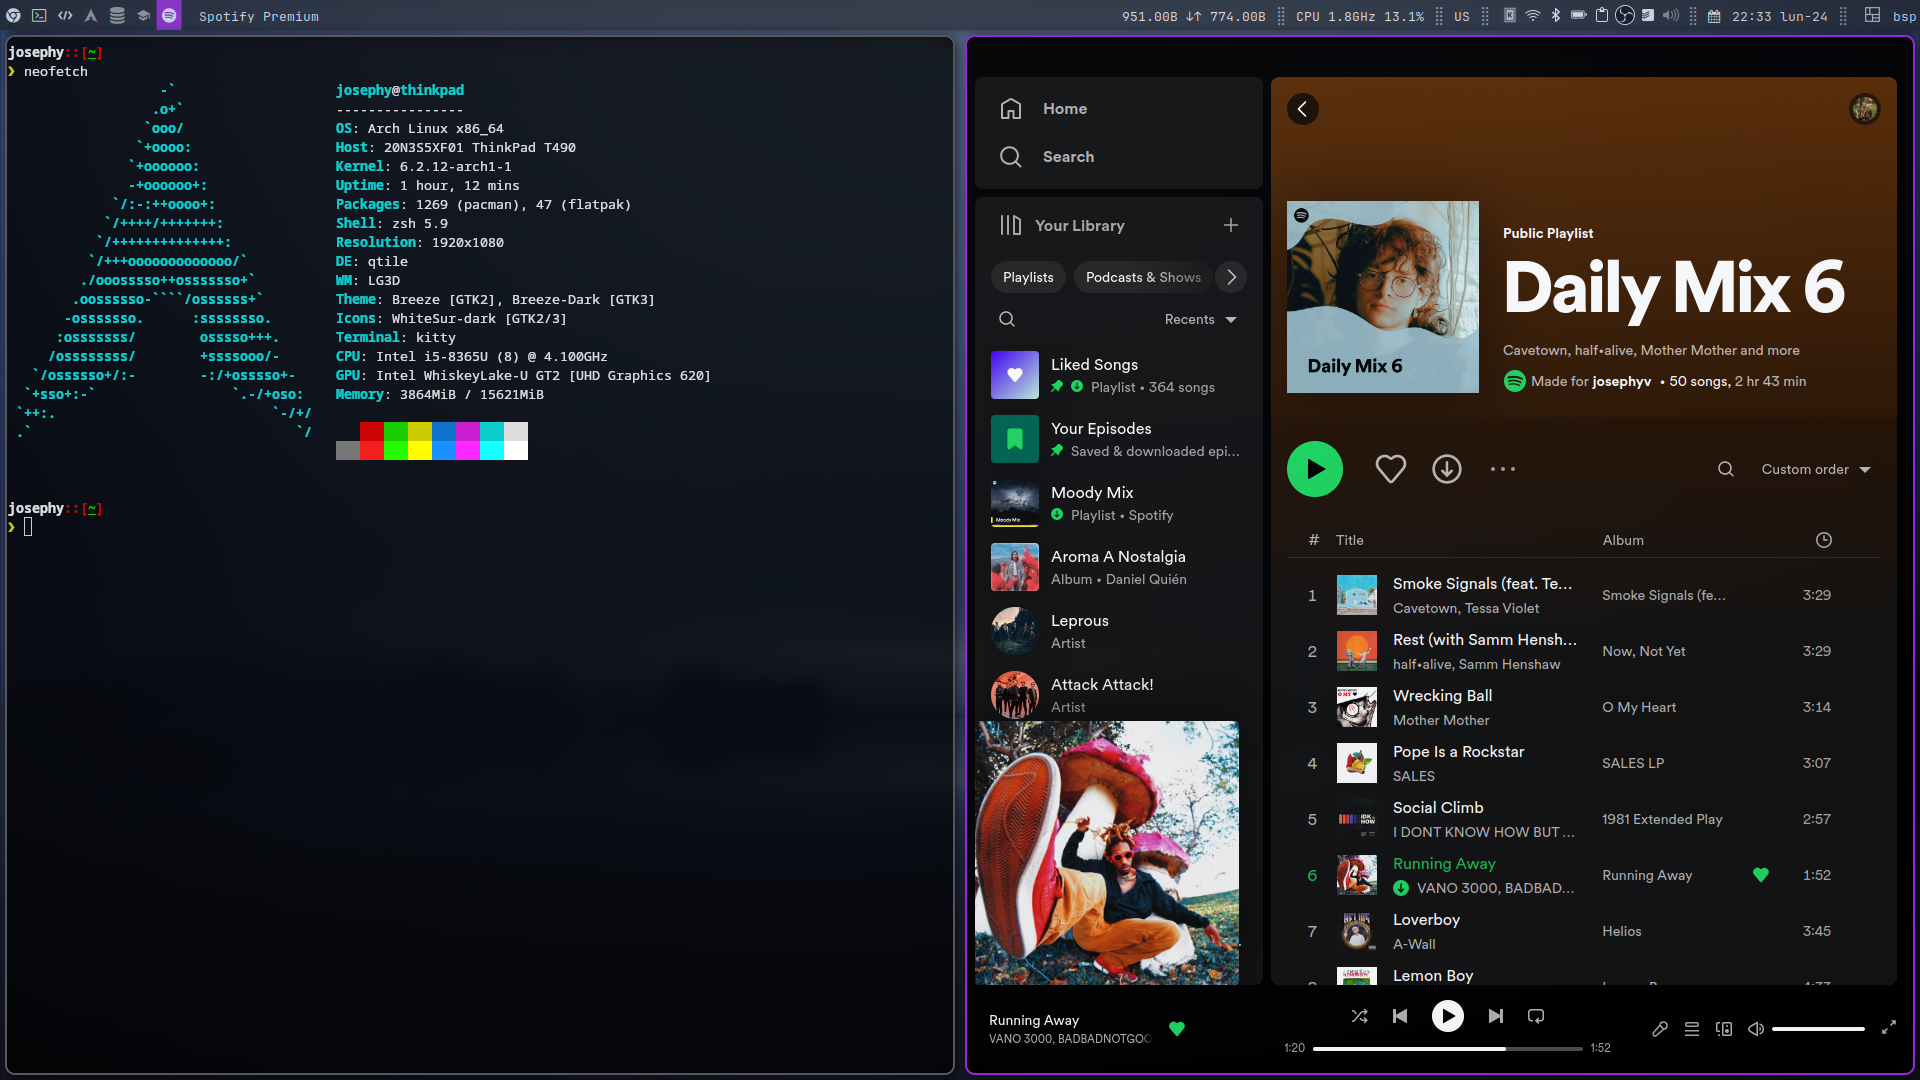 Spotify Premium
951.00B ↓↑ 774.00B CPU 1.8GHz 13.1% US 22:33 lun-24 bsp
josephy::[~]
❯ neofetch
josephy@thinkpad
----------------
OS: Arch Linux x86_64
Host: 20N3S5XF01 ThinkPad T490
Kernel: 6.2.12-arch1-1
Uptime: 1 hour, 12 mins
Packages: 1269 (pacman), 47 (flatpak)
Shell: zsh 5.9
Resolution: 1920x1080
DE: qtile
WM: LG3D
Theme: Breeze [GTK2], Breeze-Dark [GTK3]
Icons: WhiteSur-dark [GTK2/3]
Terminal: kitty
CPU: Intel i5-8365U (8) @ 4.100GHz
GPU: Intel WhiskeyLake-U GT2 [UHD Graphics 620]
Memory: 3864MiB / 15621MiB
josephy::[~]
❯
Home
Search
Your Library
Playlists
Podcasts & Shows
Recents
Liked Songs
Playlist • 364 songs
Your Episodes
Saved & downloaded epi...
Moody Mix
Moody Mix
Playlist • Spotify
Aroma A Nostalgia
Album • Daniel Quién
Leprous
Artist
Attack Attack!
Artist
Daily Mix 6
Public Playlist
Daily Mix 6
Cavetown, half•alive, Mother Mother and more
Made for josephyv • 50 songs, 2 hr 43 min
Custom order
# Title Album
1 Smoke Signals (feat. Te... Smoke Signals (fe... 3:29
Cavetown, Tessa Violet
2 Rest (with Samm Hensh... Now, Not Yet 3:29
half•alive, Samm Henshaw
3 Wrecking Ball O My Heart 3:14
Mother Mother
4 Pope Is a Rockstar SALES LP 3:07
SALES
5 Social Climb 1981 Extended Play 2:57
I DONT KNOW HOW BUT ...
6 Running Away Running Away 1:52
VANO 3000, BADBAD...
7 Loverboy Helios 3:45
A-Wall
Lemon Boy
Running Away
VANO 3000, BADBADNOTGOO
1:20
1:52